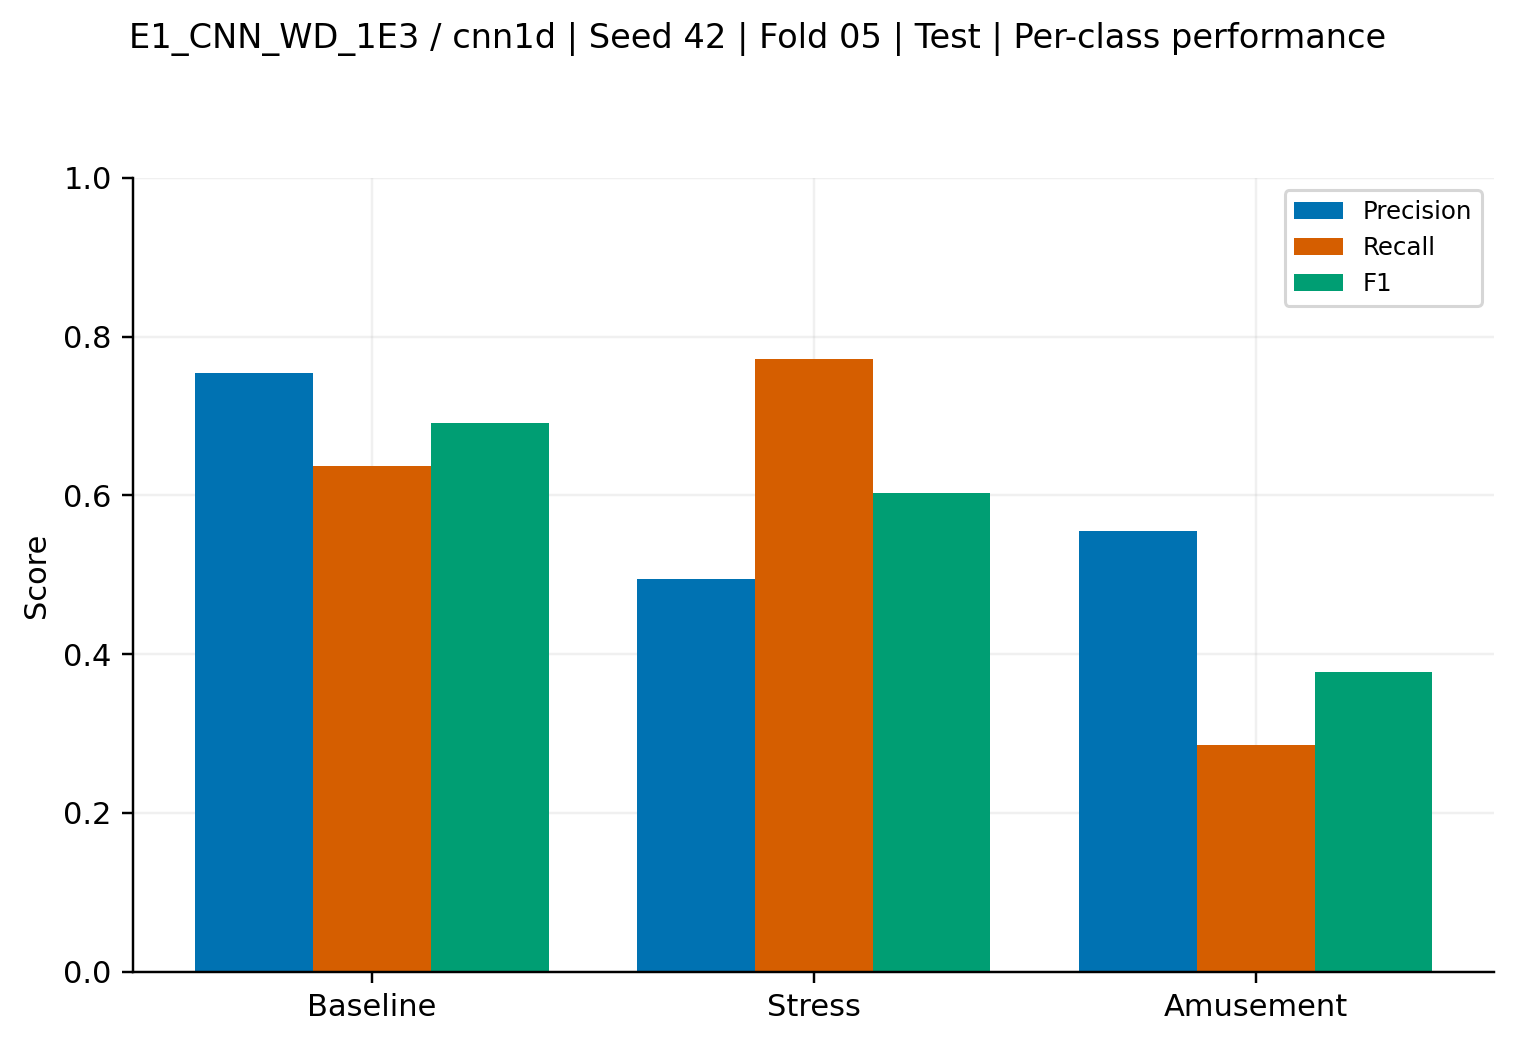 E1_CNN_WD_1E3 / cnn1d | Seed 42 | Fold 05 | Test | Per-class performance
1.0
0.8
0.6
0.4
0.2
0.0
Score
Precision
Recall
F1
Baseline
Stress
Amusement